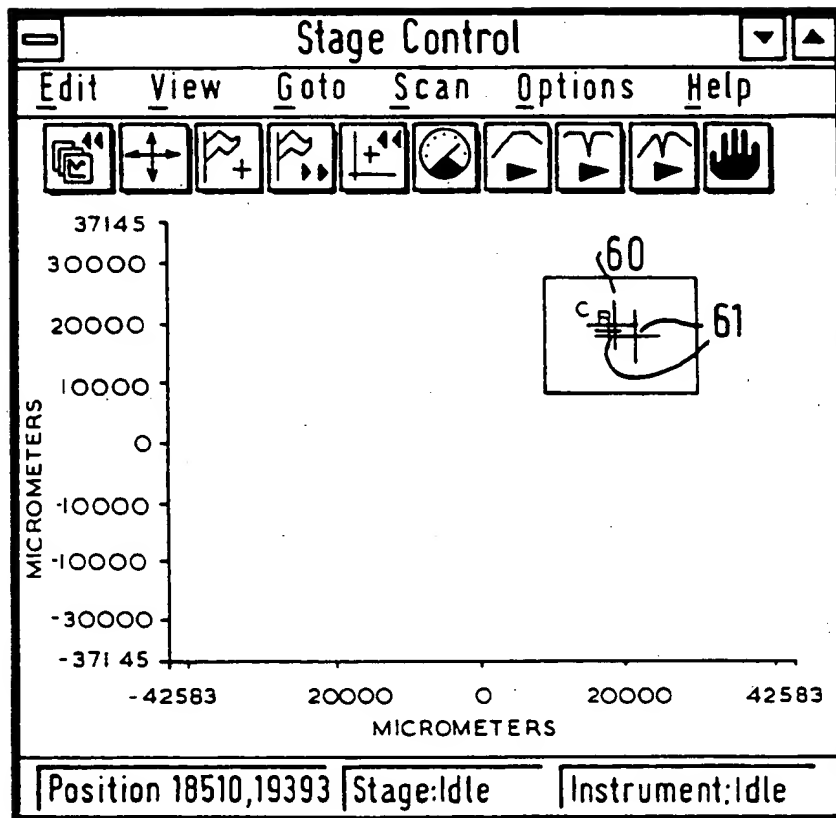 Stage Control
Edit View Goto Scan Options Help
37145
30000
20000
10000
0
-10000
-10000
-30000
-37145
MICROMETERS
60
C B
61
-42583 20000 0 20000 42583
MICROMETERS
Position 18510,19393 Stage:Idle Instrument:Idle